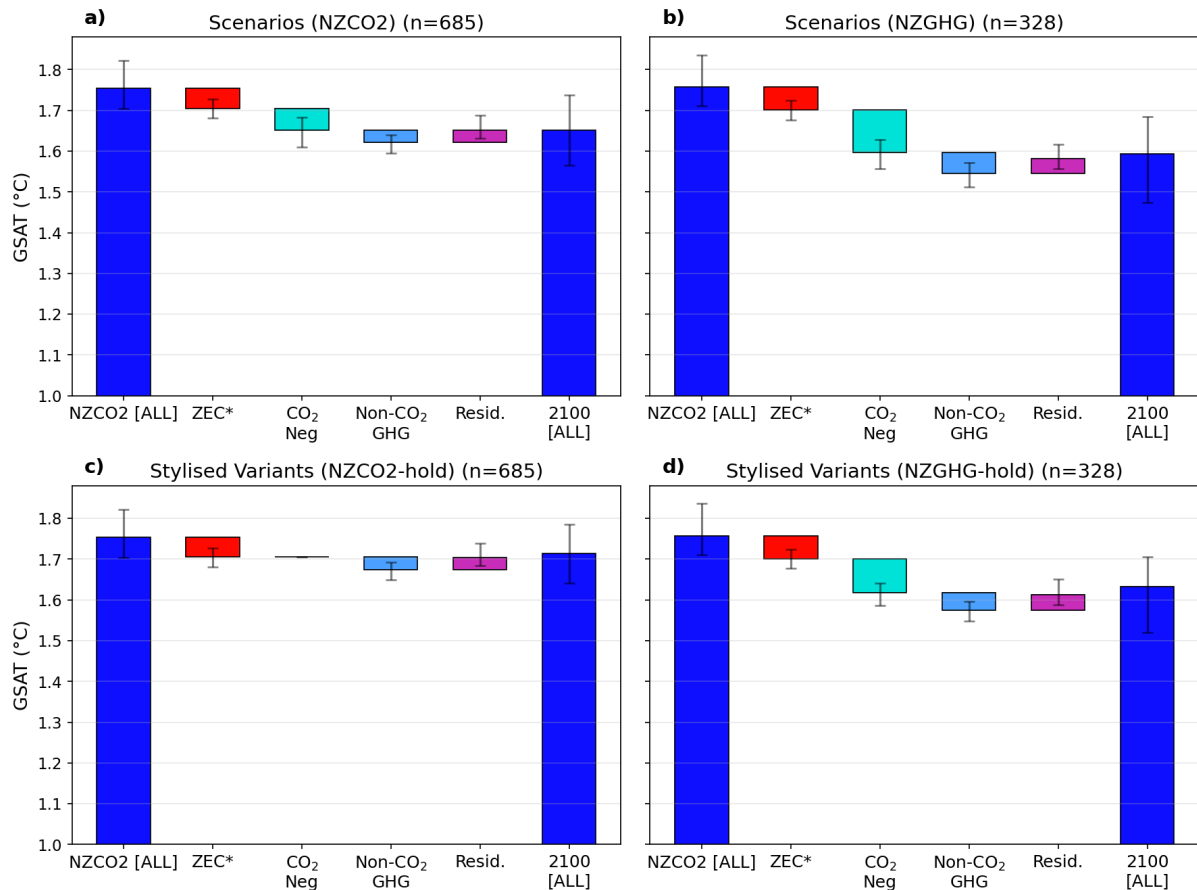 a)
Scenarios (NZCO2) (n=685)
GSAT (°C)
1.8
1.7
1.6
1.5
1.4
1.3
1.2
1.1
1.0
NZCO2 [ALL]
ZEC*
CO₂
Neg
Non-CO₂
GHG
Resid.
2100
[ALL]
b)
Scenarios (NZGHG) (n=328)
NZCO2 [ALL]
ZEC*
CO₂
Neg
Non-CO₂
GHG
Resid.
2100
[ALL]
c)
Stylised Variants (NZCO2-hold) (n=685)
GSAT (°C)
1.8
1.7
1.6
1.5
1.4
1.3
1.2
1.1
1.0
NZCO2 [ALL]
ZEC*
CO₂
Neg
Non-CO₂
GHG
Resid.
2100
[ALL]
d)
Stylised Variants (NZGHG-hold) (n=328)
NZCO2 [ALL]
ZEC*
CO₂
Neg
Non-CO₂
GHG
Resid.
2100
[ALL]